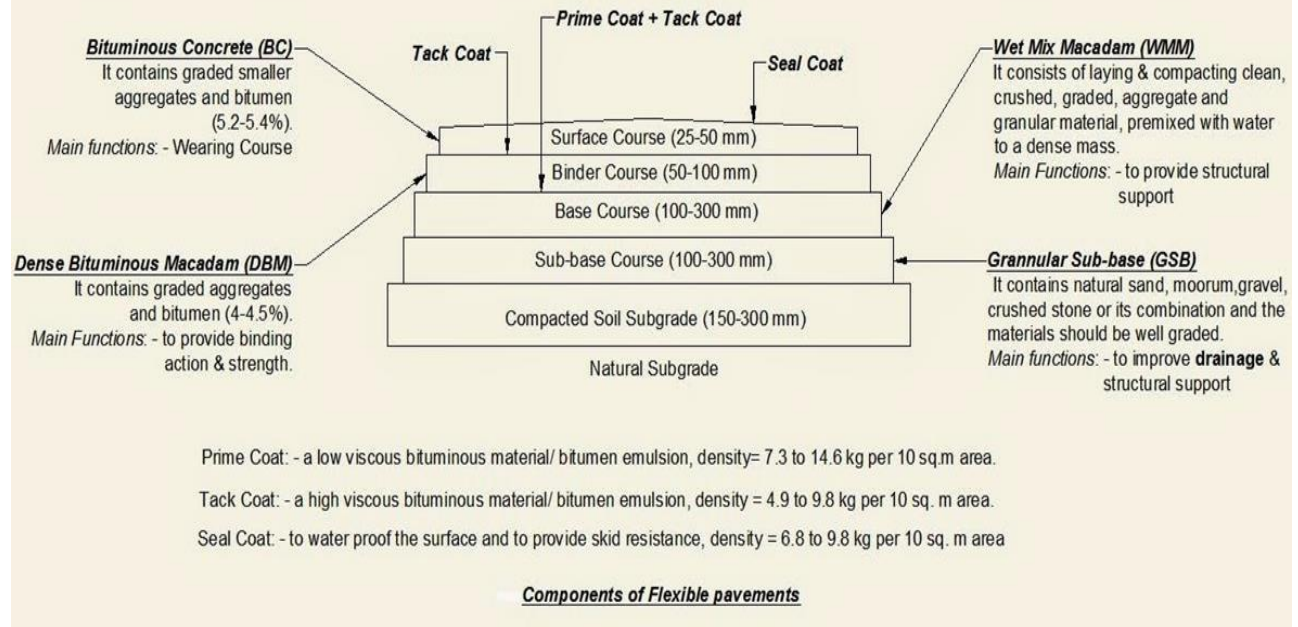 Prime Coat + Tack Coat
Bituminous Concrete (BC)
It contains graded smaller
aggregates and bitumen
(5.2-5.4%).
Main functions: - Wearing Course
Tack Coat
Seal Coat
Wet Mix Macadam (WMM)
It consists of laying & compacting clean,
crushed, graded, aggregate and
granular material, premixed with water
to a dense mass.
Main Functions: - to provide structural
support
Surface Course (25-50 mm)
Binder Course (50-100 mm)
Base Course (100-300 mm)
Sub-base Course (100-300 mm)
Compacted Soil Subgrade (150-300 mm)
Natural Subgrade
Dense Bituminous Macadam (DBM)
It contains graded aggregates
and bitumen (4-4.5%).
Main Functions: - to provide binding
action & strength.
Grannular Sub-base (GSB)
It contains natural sand, moorum,gravel,
crushed stone or its combination and the
materials should be well graded.
Main functions: - to improve drainage &
structural support
Prime Coat: - a low viscous bituminous material/ bitumen emulsion, density= 7.3 to 14.6 kg per 10 sq.m area.
Tack Coat: - a high viscous bituminous material/ bitumen emulsion, density = 4.9 to 9.8 kg per 10 sq. m area.
Seal Coat: - to water proof the surface and to provide skid resistance, density = 6.8 to 9.8 kg per 10 sq. m area
Components of Flexible pavements